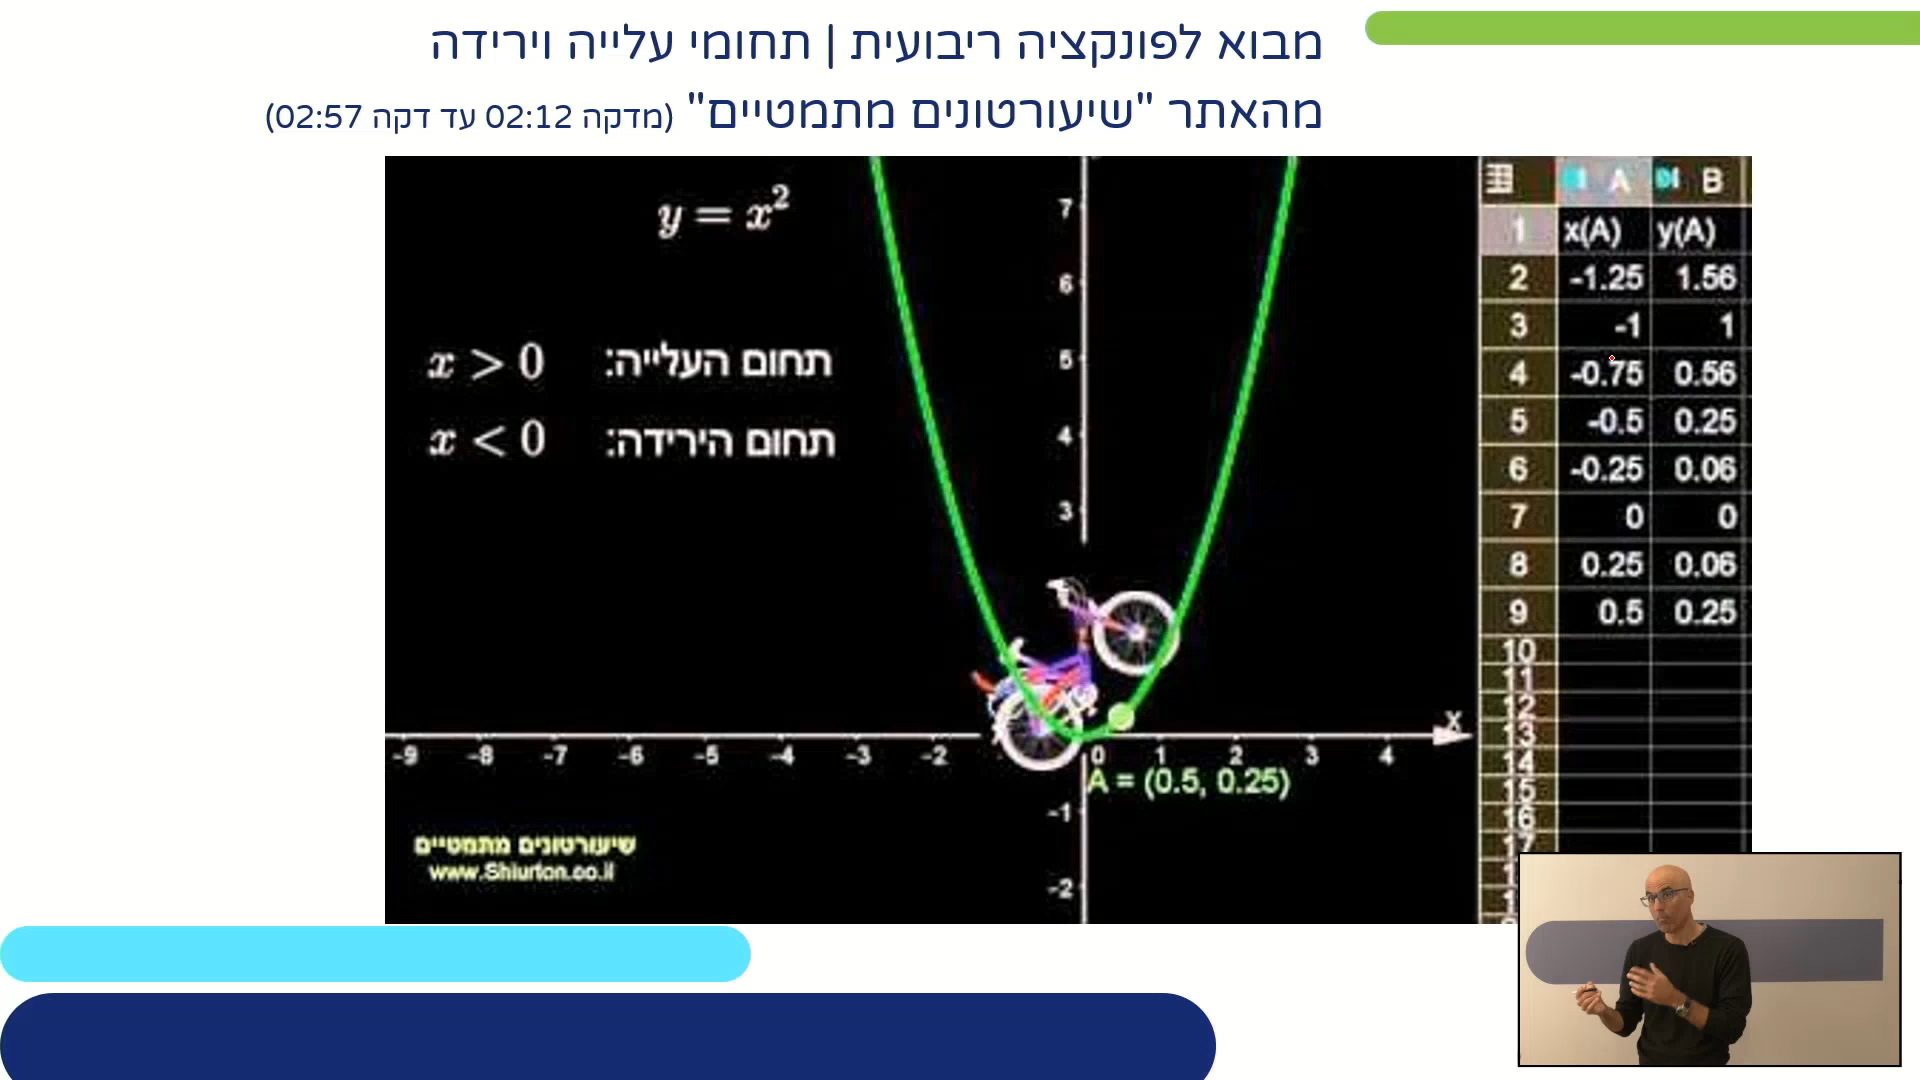 מבוא לפונקציה ריבועית | תחומי עלייה וירידה
מהאתר "שיעורטונים מתמטיים" (מדקה 02:12 עד דקה 02:57)
y = x²
תחום העלייה: x > 0
תחום הירידה: x < 0
7
6
5
4
3
-9 -8 -7 -6 -5 -4 -3 -2 0 1 2 3 4 x
A = (0.5, 0.25)
-1
-2
שיעורטונים מתמטיים
www.Shiurton.co.il
A B
1 x(A) y(A)
2 -1.25 1.56
3 -1 1
4 -0.75 0.56
5 -0.5 0.25
6 -0.25 0.06
7 0 0
8 0.25 0.06
9 0.5 0.25
10
11
12
13
14
15
16